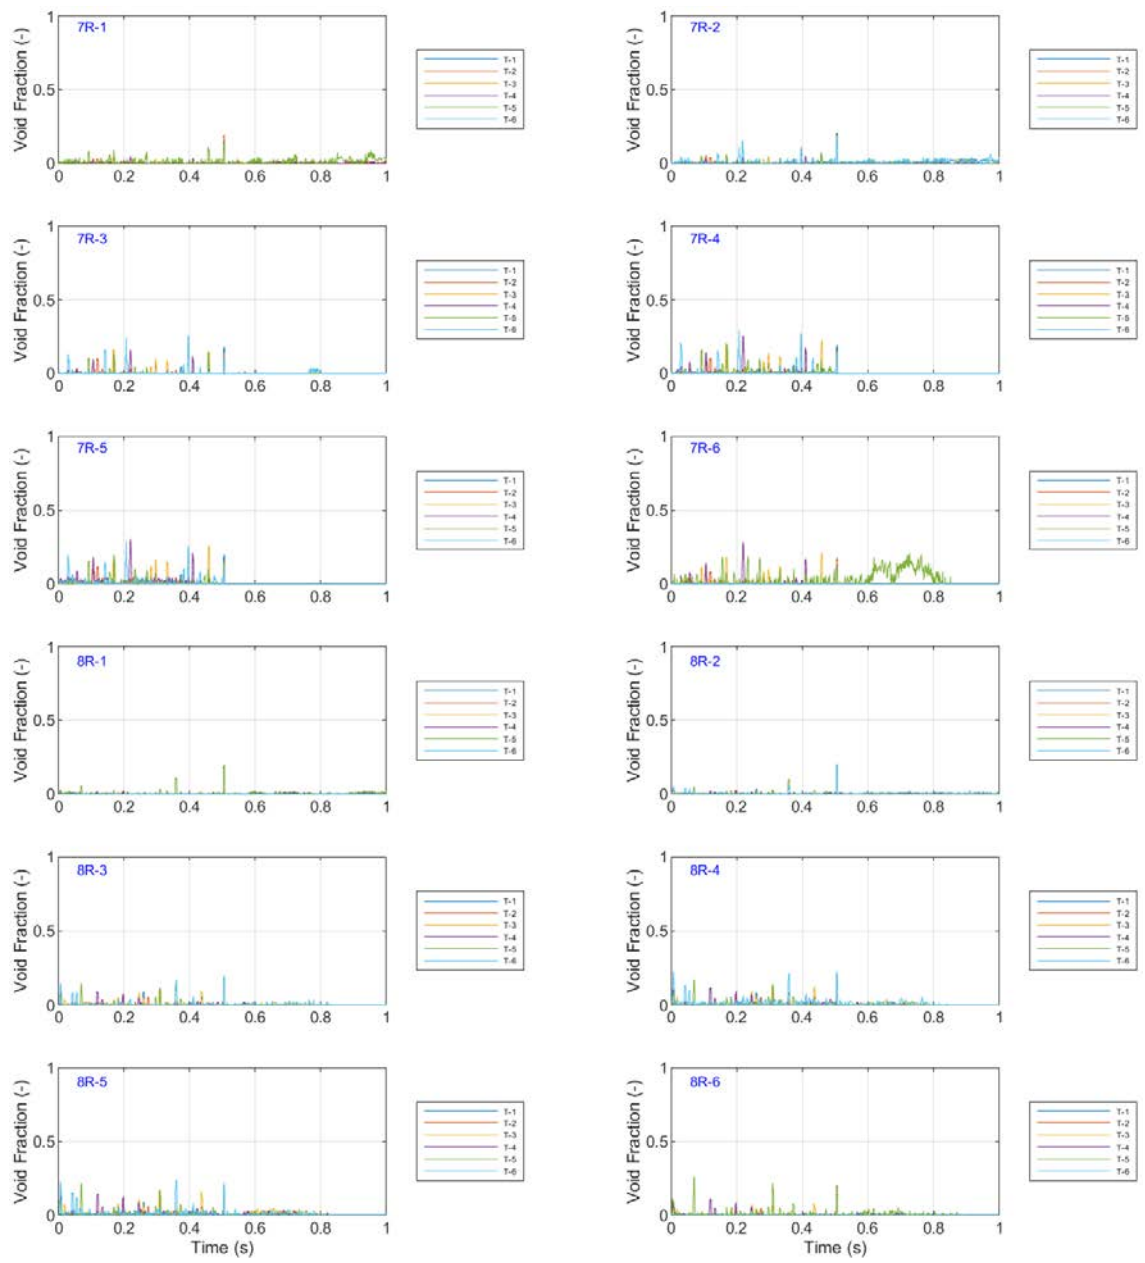 7R-1
Void Fraction (-)
1
0.5
0
0 0.2 0.4 0.6 0.8 1
T-1
T-2
T-3
T-4
T-5
T-6
7R-2
Void Fraction (-)
1
0.5
0
0 0.2 0.4 0.6 0.8 1
T-1
T-2
T-3
T-4
T-5
T-6
7R-3
Void Fraction (-)
1
0.5
0
0 0.2 0.4 0.6 0.8 1
T-1
T-2
T-3
T-4
T-5
T-6
7R-4
Void Fraction (-)
1
0.5
0
0 0.2 0.4 0.6 0.8 1
T-1
T-2
T-3
T-4
T-5
T-6
7R-5
Void Fraction (-)
1
0.5
0
0 0.2 0.4 0.6 0.8 1
T-1
T-2
T-3
T-4
T-5
T-6
7R-6
Void Fraction (-)
1
0.5
0
0 0.2 0.4 0.6 0.8 1
T-1
T-2
T-3
T-4
T-5
T-6
8R-1
Void Fraction (-)
1
0.5
0
0 0.2 0.4 0.6 0.8 1
T-1
T-2
T-3
T-4
T-5
T-6
8R-2
Void Fraction (-)
1
0.5
0
0 0.2 0.4 0.6 0.8 1
T-1
T-2
T-3
T-4
T-5
T-6
8R-3
Void Fraction (-)
1
0.5
0
0 0.2 0.4 0.6 0.8 1
T-1
T-2
T-3
T-4
T-5
T-6
8R-4
Void Fraction (-)
1
0.5
0
0 0.2 0.4 0.6 0.8 1
T-1
T-2
T-3
T-4
T-5
T-6
8R-5
Void Fraction (-)
1
0.5
0
0 0.2 0.4 0.6 0.8 1
Time (s)
T-1
T-2
T-3
T-4
T-5
T-6
8R-6
Void Fraction (-)
1
0.5
0
0 0.2 0.4 0.6 0.8 1
Time (s)
T-1
T-2
T-3
T-4
T-5
T-6